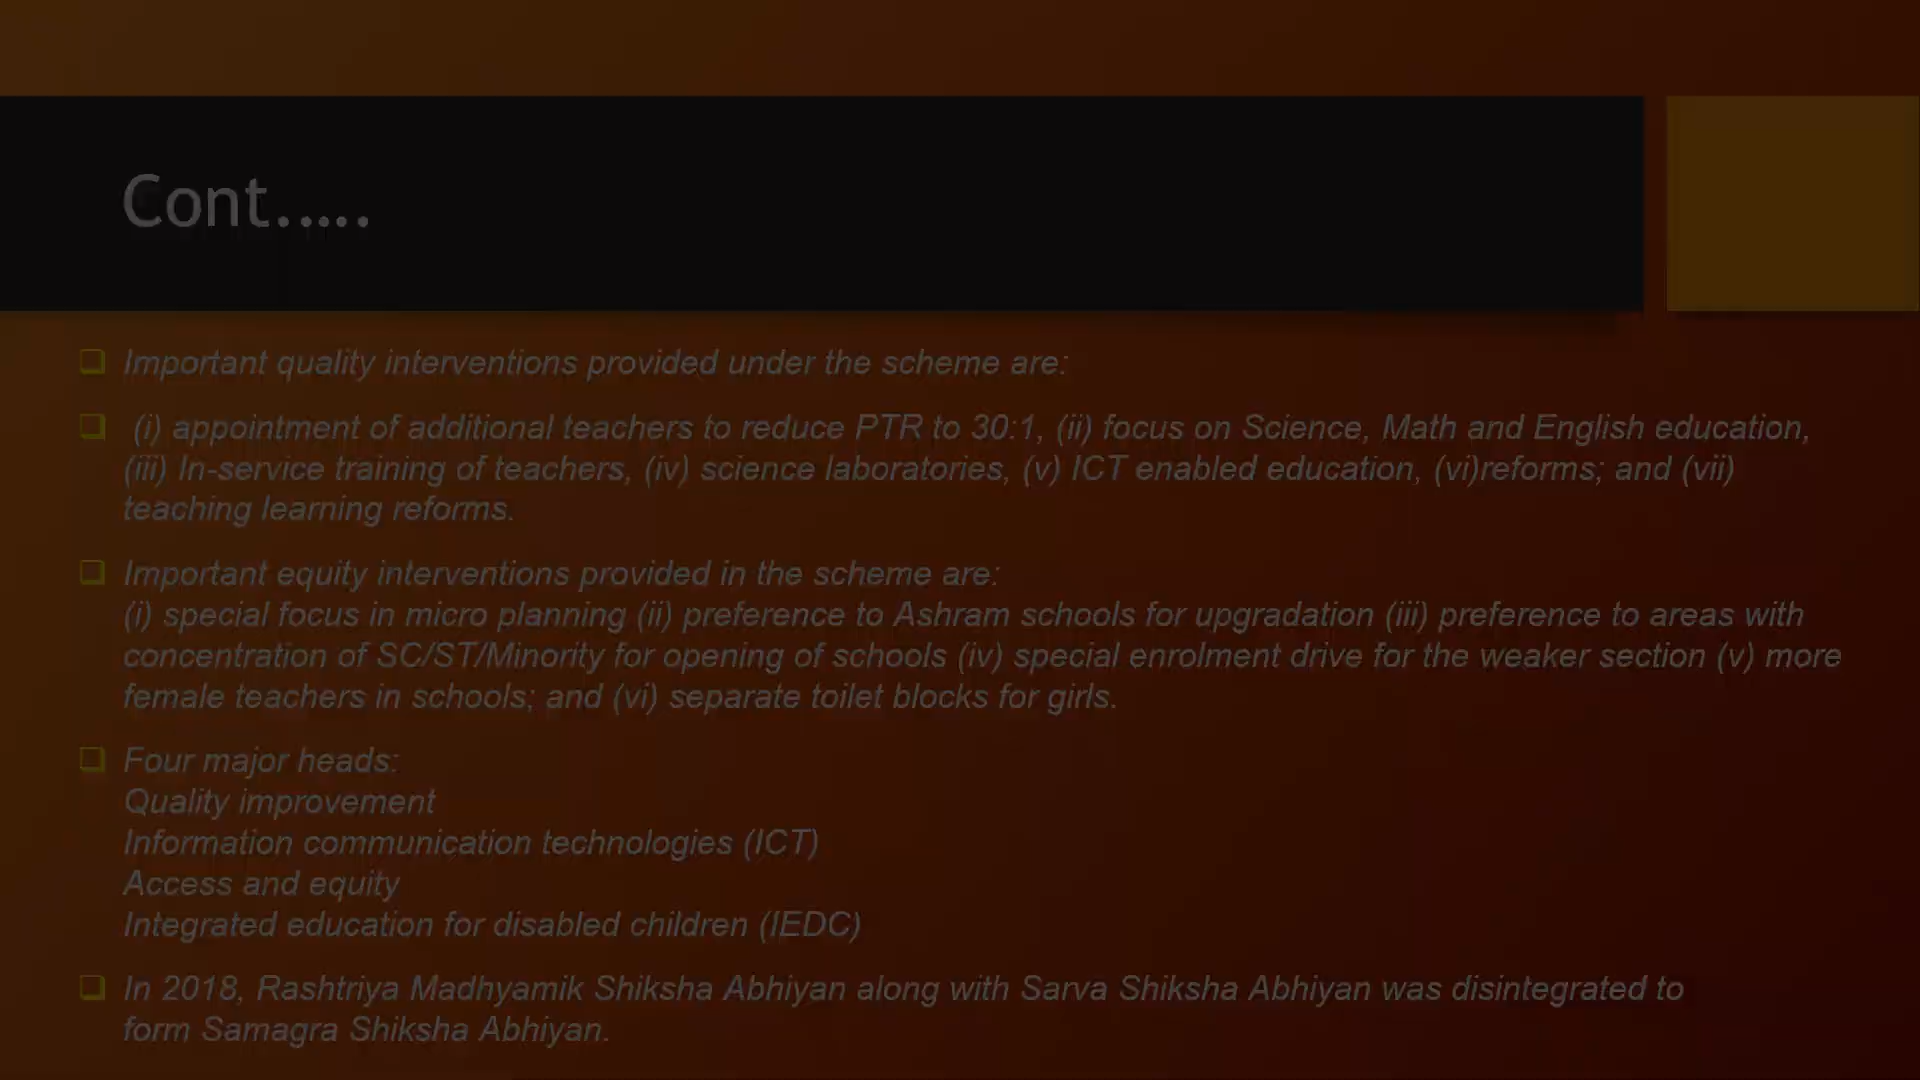 Cont.....
Important quality interventions provided under the scheme are:
(i) appointment of additional teachers to reduce PTR to 30:1, (ii) focus on Science, Math and English education,
(iii) In-service training of teachers, (iv) science laboratories, (v) ICT enabled education, (vi)reforms; and (vii)
teaching learning reforms.
Important equity interventions provided in the scheme are:
(i) special focus in micro planning (ii) preference to Ashram schools for upgradation (iii) preference to areas with
concentration of SC/ST/Minority for opening of schools (iv) special enrolment drive for the weaker section (v) more
female teachers in schools; and (vi) separate toilet blocks for girls.
Four major heads:
Quality improvement
Information communication technologies (ICT)
Access and equity
Integrated education for disabled children (IEDC)
In 2018, Rashtriya Madhyamik Shiksha Abhiyan along with Sarva Shiksha Abhiyan was disintegrated to
form Samagra Shiksha Abhiyan.